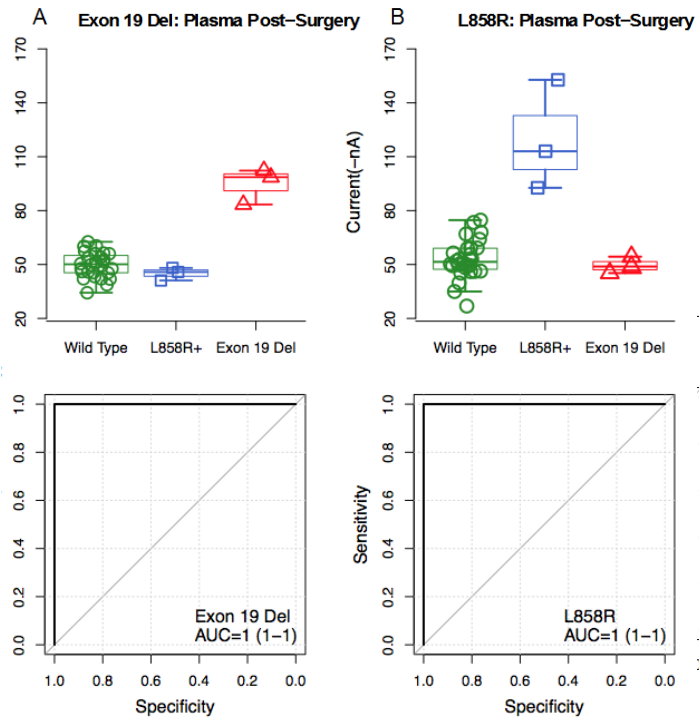 A Exon 19 Del: Plasma Post−Surgery
170
140
110
80
50
20
Wild Type L858R+ Exon 19 Del
B L858R: Plasma Post−Surgery
Current(-nA)
170
140
110
80
50
20
Wild Type L858R+ Exon 19 Del
1.0
0.8
0.6
0.4
0.2
0.0
Exon 19 Del
AUC=1 (1−1)
1.0 0.8 0.6 0.4 0.2 0.0
Specificity
Sensitivity
1.0
0.8
0.6
0.4
0.2
0.0
L858R
AUC=1 (1−1)
1.0 0.8 0.6 0.4 0.2 0.0
Specificity